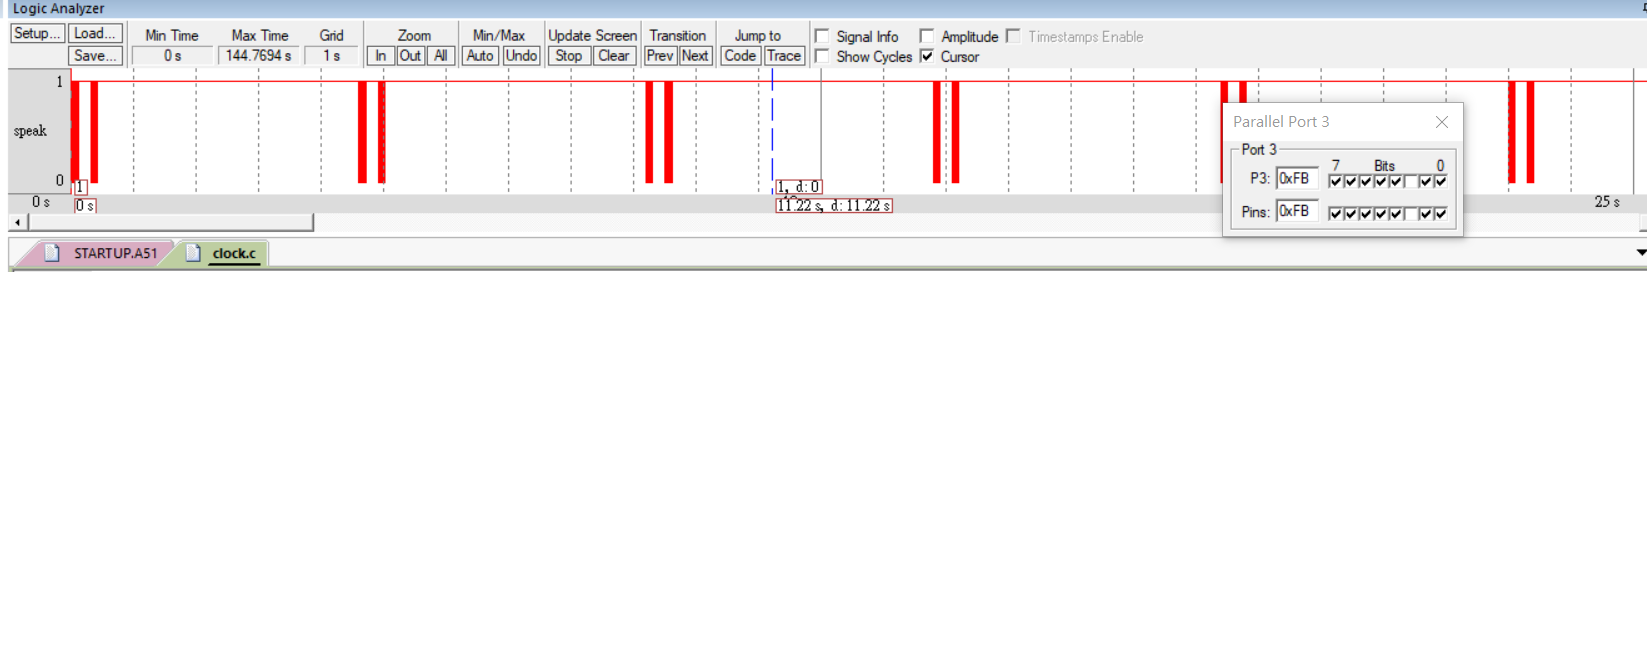 Logic Analyzer
Setup... Load... Min Time Max Time Grid Zoom Min/Max Update Screen Transition Jump to Signal Info Amplitude Timestamps Enable
Save... 0 s 144.7694 s 1 s In Out All Auto Undo Stop Clear Prev Next Code Trace Show Cycles Cursor
1
speak
0
1
1, d: 0
0 s
0 s
11.22 s, d: 11.22 s
25 s
Parallel Port 3
Port 3
7 Bits 0
P3: 0xFB
Pins: 0xFB
STARTUP.A51 clock.c